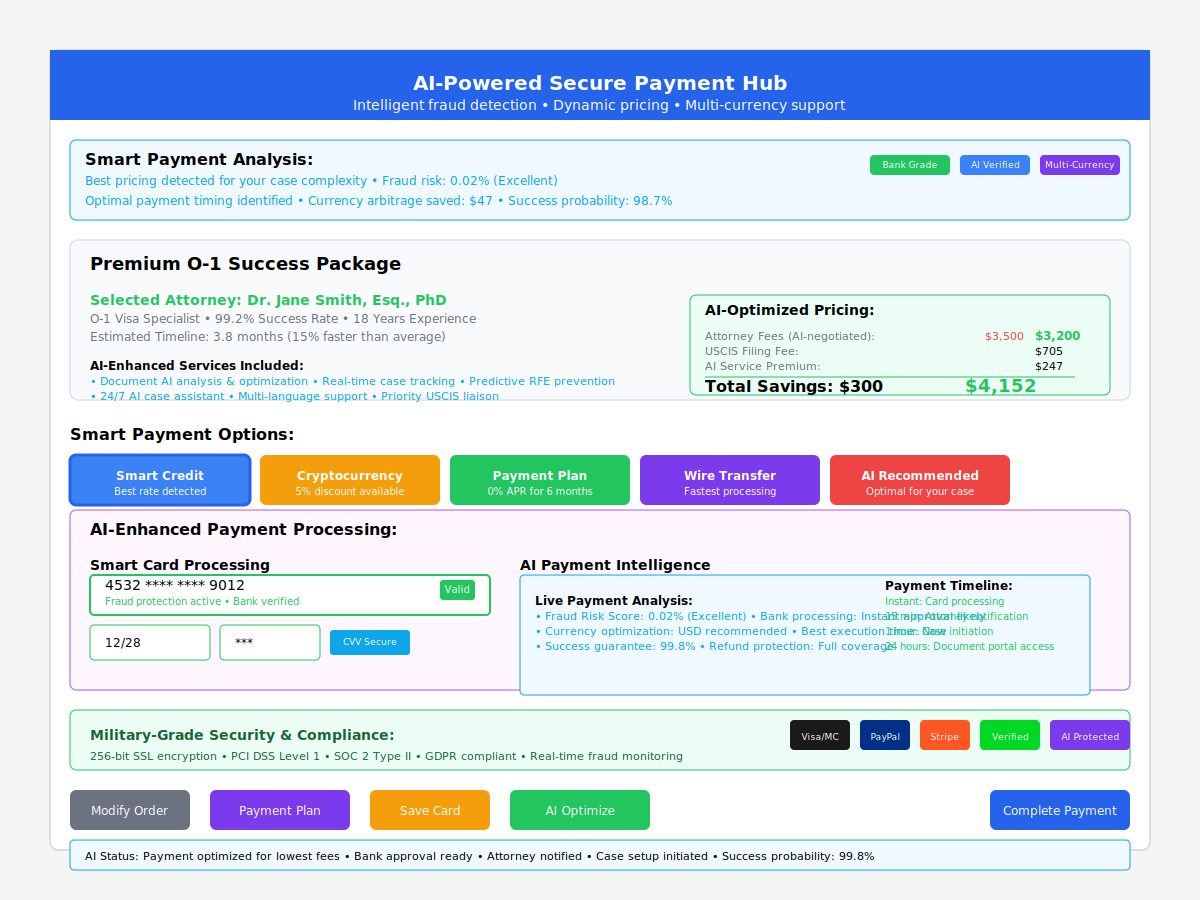 AI-Powered Secure Payment Hub
Intelligent fraud detection • Dynamic pricing • Multi-currency support
Smart Payment Analysis:
Best pricing detected for your case complexity • Fraud risk: 0.02% (Excellent)
Optimal payment timing identified • Currency arbitrage saved: $47 • Success probability: 98.7%
Bank Grade
AI Verified
Multi-Currency
Premium O-1 Success Package
Selected Attorney: Dr. Jane Smith, Esq., PhD
O-1 Visa Specialist • 99.2% Success Rate • 18 Years Experience
Estimated Timeline: 3.8 months (15% faster than average)
AI-Enhanced Services Included:
• Document AI analysis & optimization • Real-time case tracking • Predictive RFE prevention
• 24/7 AI case assistant • Multi-language support • Priority USCIS liaison
AI-Optimized Pricing:
Attorney Fees (AI-negotiated): $3,500 $3,200
USCIS Filing Fee: $705
AI Service Premium: $247
Total Savings: $300 $4,152
Smart Payment Options:
Smart Credit
Best rate detected
Cryptocurrency
5% discount available
Payment Plan
0% APR for 6 months
Wire Transfer
Fastest processing
AI Recommended
Optimal for your case
AI-Enhanced Payment Processing:
Smart Card Processing
4532 **** **** 9012
Fraud protection active • Bank verified
Valid
12/28
***
CVV Secure
AI Payment Intelligence
Live Payment Analysis:
• Fraud Risk Score: 0.02% (Excellent) • Bank processing: Instant approval likely
• Currency optimization: USD recommended • Best execution time: Now
• Success guarantee: 99.8% • Refund protection: Full coverage
Payment Timeline:
Instant: Card processing
15 min: Attorney notification
1 hour: Case initiation
24 hours: Document portal access
Military-Grade Security & Compliance:
256-bit SSL encryption • PCI DSS Level 1 • SOC 2 Type II • GDPR compliant • Real-time fraud monitoring
Visa/MC
PayPal
Stripe
Verified
AI Protected
Modify Order
Payment Plan
Save Card
AI Optimize
Complete Payment
AI Status: Payment optimized for lowest fees • Bank approval ready • Attorney notified • Case setup initiated • Success probability: 99.8%